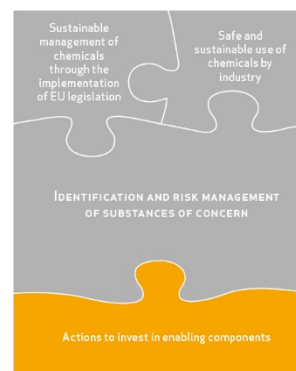 Sustainable
management of
chemicals
through the
implementation
of EU legislation
Safe and
sustainable use of
chemicals by
industry
IDENTIFICATION AND RISK MANAGEMENT
OF SUBSTANCES OF CONCERN
Actions to invest in enabling components